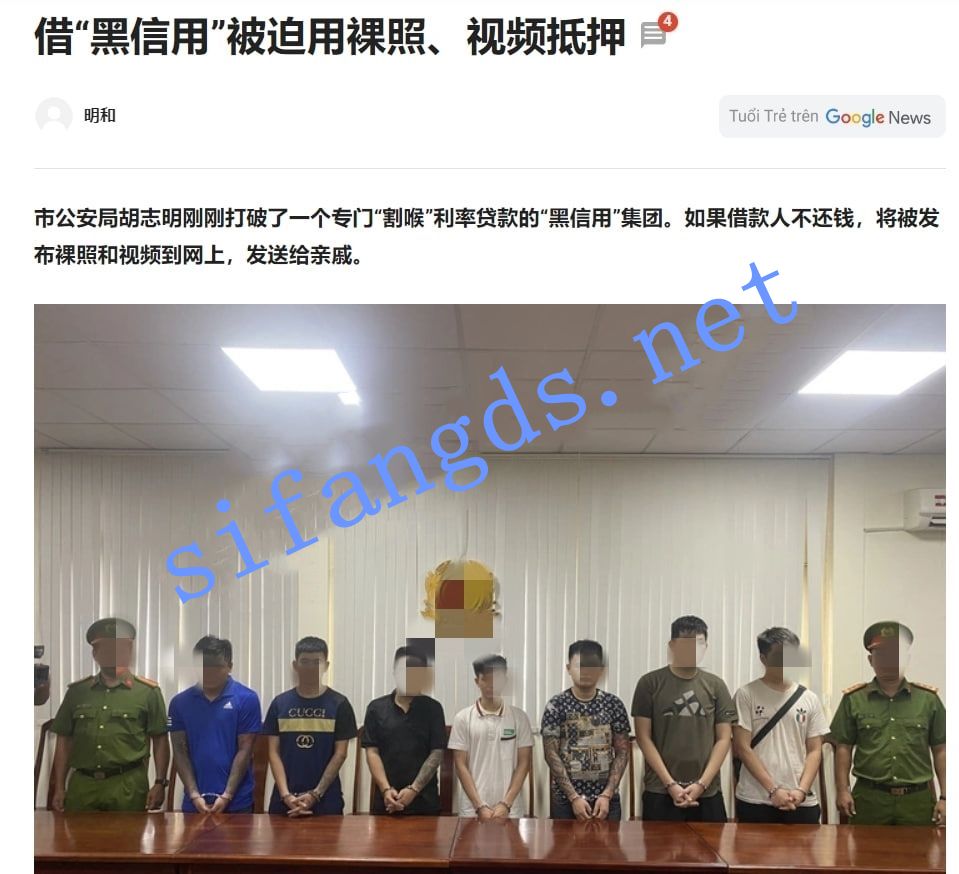 借“黑信用”被迫用裸照、视频抵押
4
明和
Tuổi Trẻ trên Google News
市公安局胡志明刚刚打破了一个专门“割喉”利率贷款的“黑信用”集团。如果借款人不还钱，将被发
布裸照和视频到网上，发送给亲戚。
sifangds.net
adidas
GUCCI